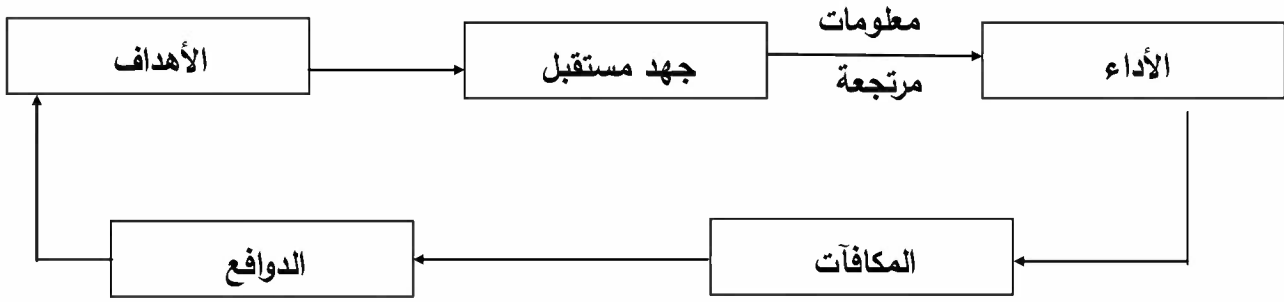 الأهداف
جهد مستقبل
معلومات
مرتجعة
الأداء
المكافآت
الدوافع